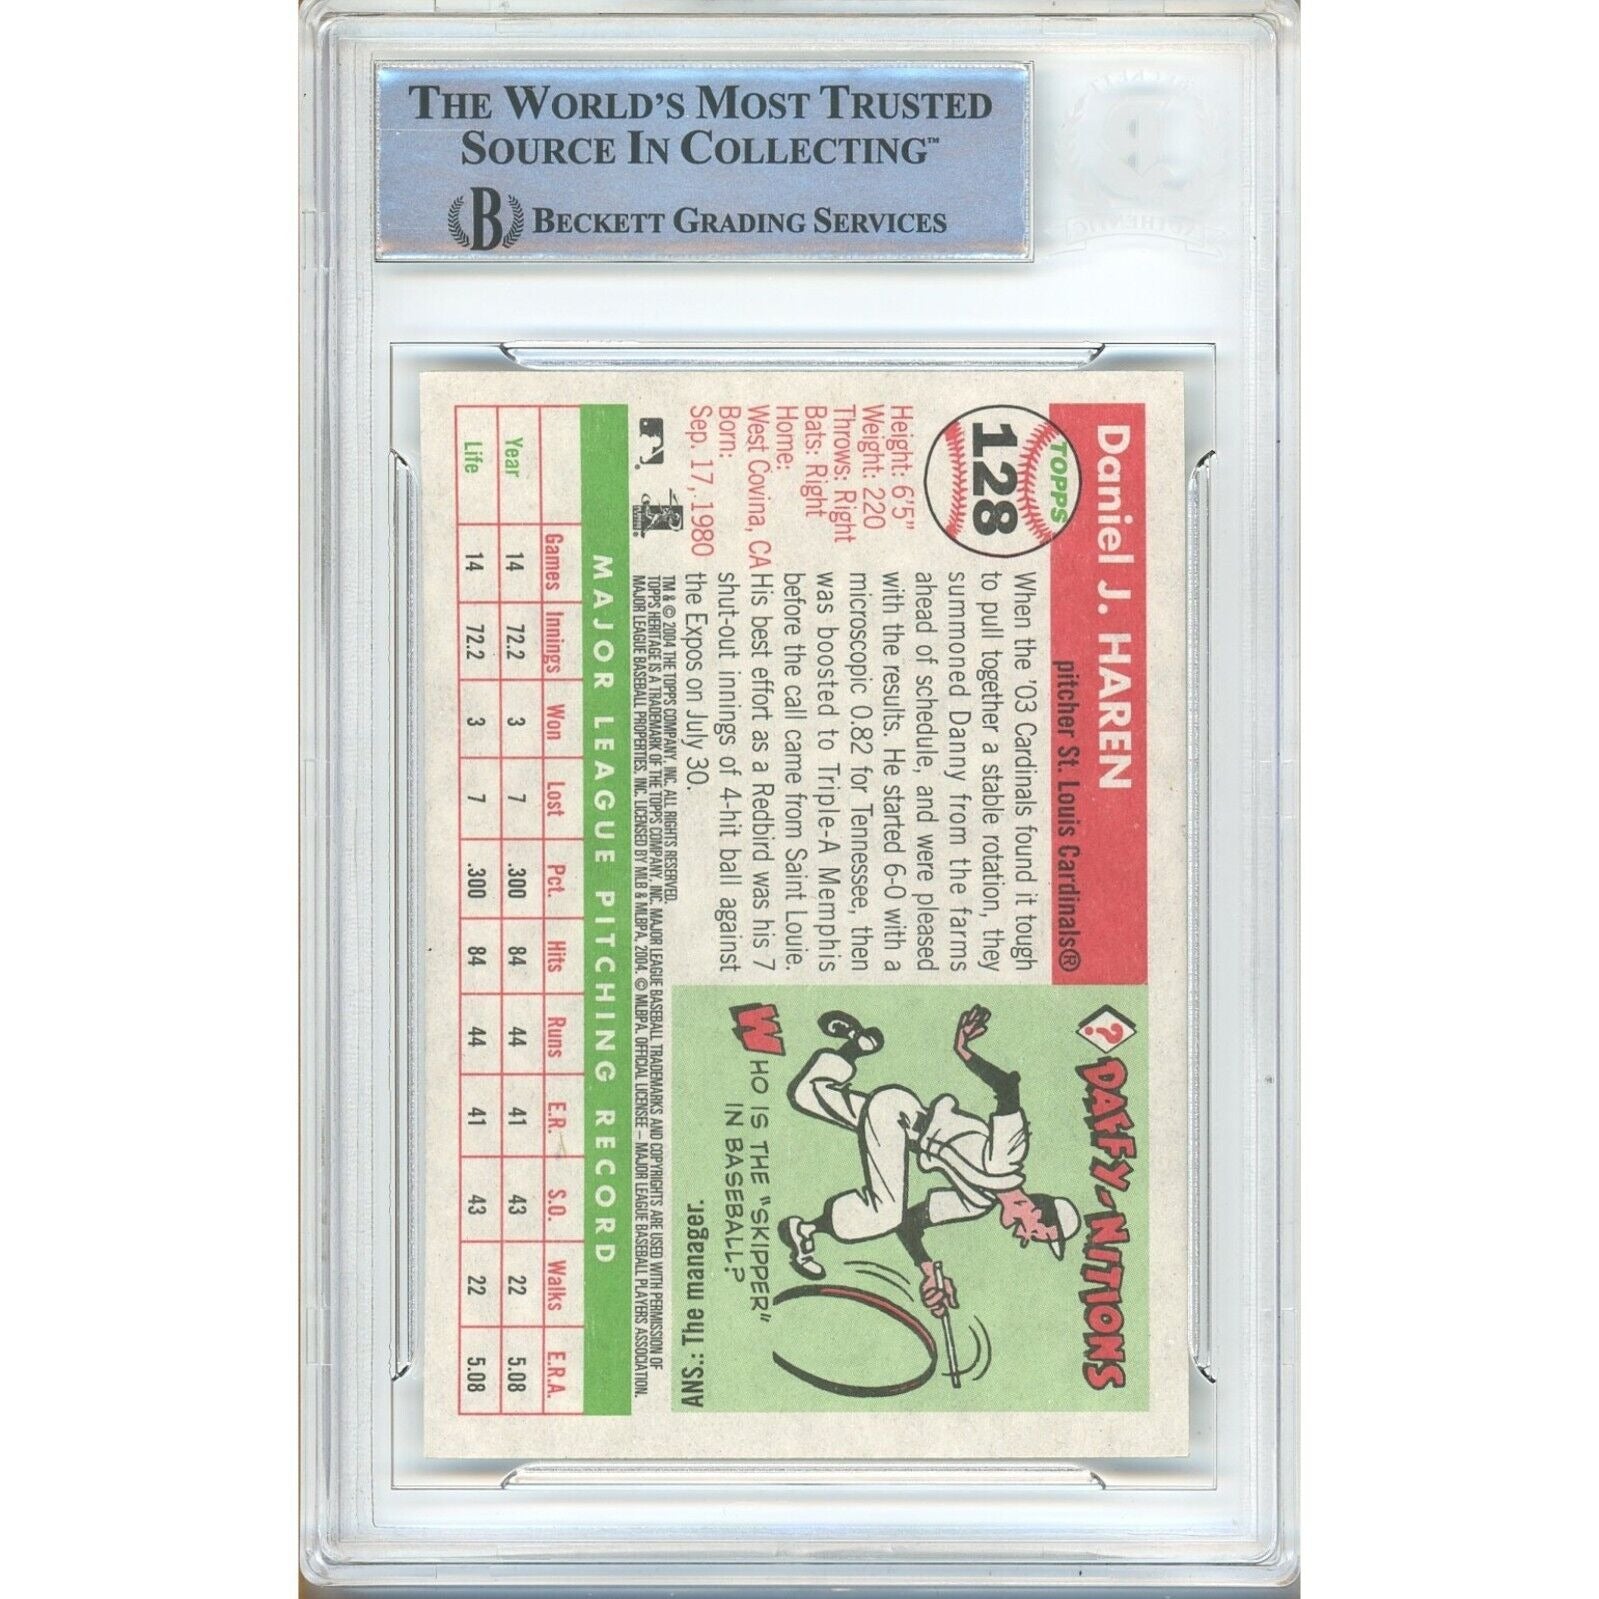 THE WORLD'S MOST TRUSTED
SOURCE IN COLLECTING™
B BECKETT GRADING SERVICES
Daniel J. HAREN
pitcher St. Louis Cardinals®
TOPPS
128
Height: 6'5"
Weight: 220
Throws: Right
Bats: Right
Home:
West Covina, CA
Born:
Sep. 17, 1980
When the '03 Cardinals found it tough
to pull together a stable rotation, they
summoned Danny from the farms
ahead of schedule, and were pleased
with the results. He started 6-0 with a
microscopic 0.82 for Tennessee, then
was boosted to Triple-A Memphis
before the call came from Saint Louie.
His best effort as a Redbird was his 7
shut-out innings of 4-hit ball against
the Expos on July 30.
? DAFFY-NITIONS
WHO IS THE "SKIPPER"
IN BASEBALL?
ANS.: The manager.
TM & © 2004 THE TOPPS COMPANY, INC. ALL RIGHTS RESERVED.
TOPPS HERITAGE IS A TRADEMARK OF THE TOPPS COMPANY, INC. MAJOR LEAGUE BASEBALL TRADEMARKS AND COPYRIGHTS ARE USED WITH PERMISSION OF
MAJOR LEAGUE BASEBALL PROPERTIES, INC. LICENSED BY MLB & MLBPA, 2004. © MLBPA. OFFICIAL LICENSEE – MAJOR LEAGUE BASEBALL PLAYERS ASSOCIATION.
MAJOR LEAGUE PITCHING RECORD
Games Innings Won Lost Pct. Hits Runs E.R. S.O. Walks E.R.A.
Year 14 72.2 3 7 .300 84 44 41 43 22 5.08
Life 14 72.2 3 7 .300 84 44 41 43 22 5.08